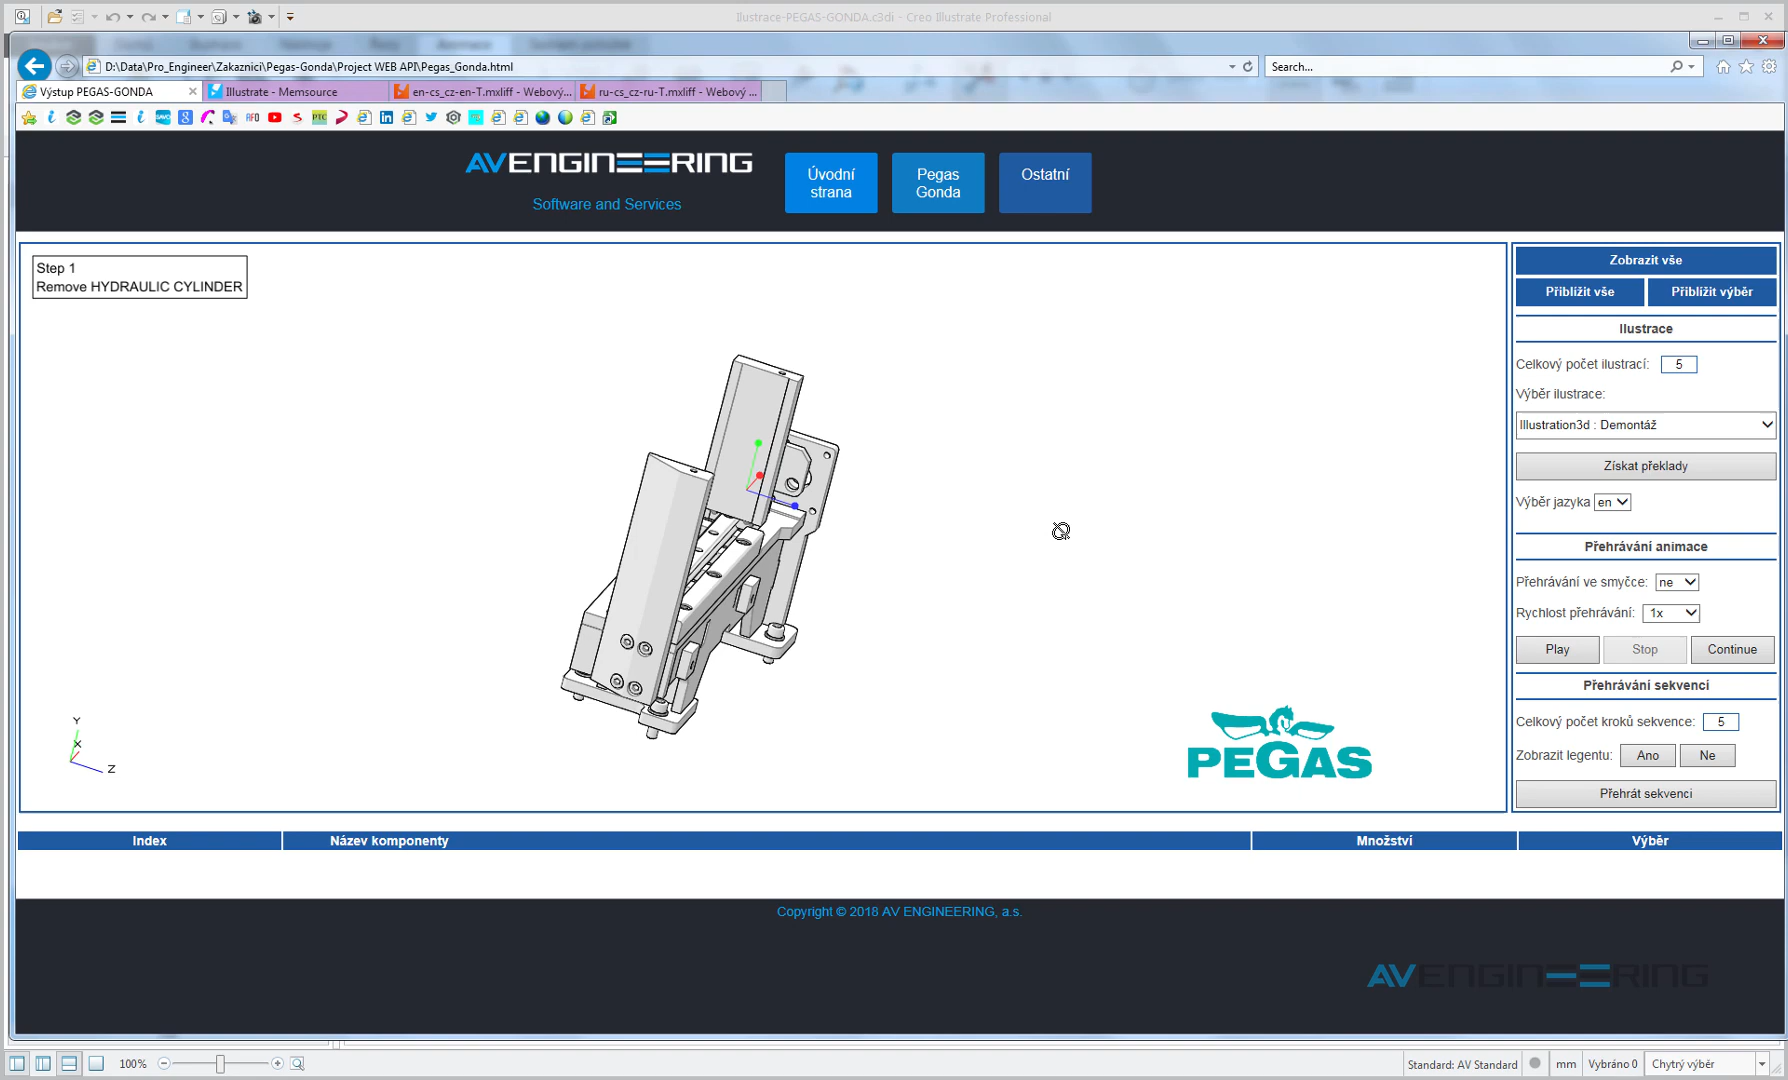 Ilustrace-PEGAS-GONDA.c3di - Creo Illustrate Professional
D:\Data\Pro_Engineer\Zakaznici\Pegas-Gonda\Project WEB API\Pegas_Gonda.html
Search...
Výstup PEGAS-GONDA
Illustrate - Memsource
en-cs_cz-en-T.mxliff - Webový...
ru-cs_cz-ru-T.mxliff - Webový ...
PTC
AVENGINEERING
Software and Services
Úvodní
strana
Pegas
Gonda
Ostatní
Step 1
Remove HYDRAULIC CYLINDER
Y
X
Z
PEGAS
Zobrazit vše
Přiblížit vše
Přiblížit výběr
Ilustrace
Celkový počet ilustrací: 5
Výběr ilustrace:
Illustration3d : Demontáž
Získat překlady
Výběr jazyka en
Přehrávání animace
Přehrávání ve smyčce: ne
Rychlost přehrávání: 1x
Play
Stop
Continue
Přehrávání sekvencí
Celkový počet kroků sekvence: 5
Zobrazit legentu: Ano Ne
Přehrát sekvenci
Index
Název komponenty
Množství
Výběr
Copyright © 2018 AV ENGINEERING, a.s.
AVENGINEERING
100%
Standard: AV Standard
mm
Vybráno 0
Chytrý výběr